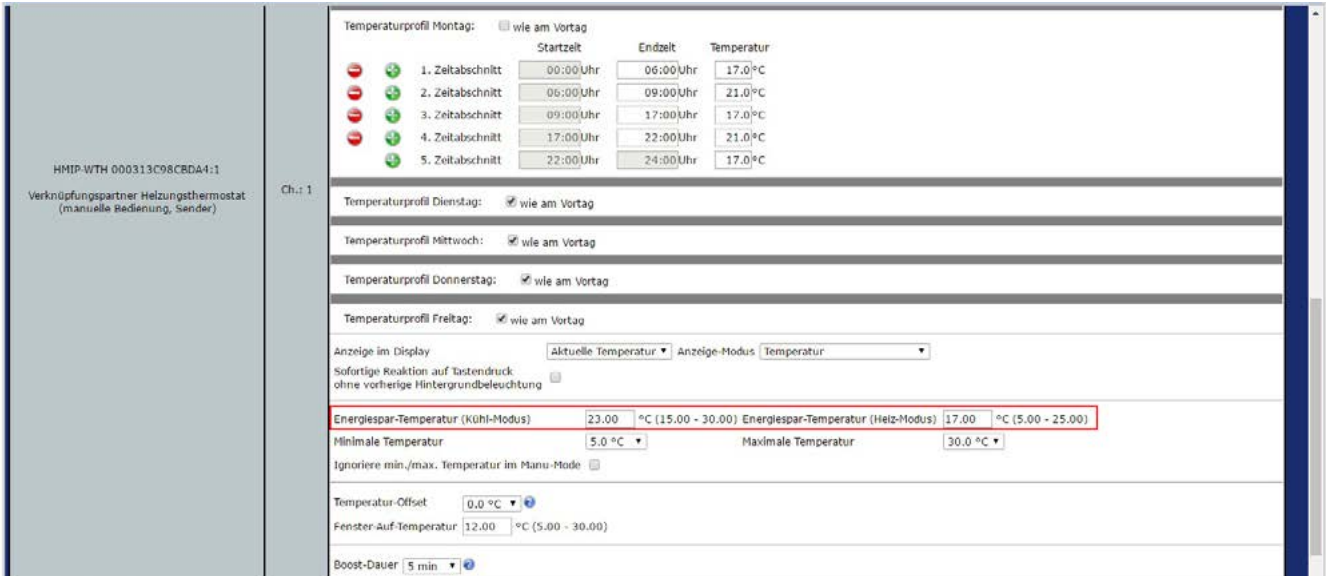 Temperaturprofil Montag: wie am Vortag
Startzeit Endzeit Temperatur
1. Zeitabschnitt 00:00 Uhr 06:00 Uhr 17.0 °C
2. Zeitabschnitt 06:00 Uhr 09:00 Uhr 21.0 °C
3. Zeitabschnitt 09:00 Uhr 17:00 Uhr 17.0 °C
4. Zeitabschnitt 17:00 Uhr 22:00 Uhr 21.0 °C
5. Zeitabschnitt 22:00 Uhr 24:00 Uhr 17.0 °C
HMIP-WTH 000313C98CBDA4:1
Verknüpfungspartner Heizungsthermostat
(manuelle Bedienung, Sender)
Ch.: 1
Temperaturprofil Dienstag: wie am Vortag
Temperaturprofil Mittwoch: wie am Vortag
Temperaturprofil Donnerstag: wie am Vortag
Temperaturprofil Freitag: wie am Vortag
Anzeige im Display Aktuelle Temperatur Anzeige-Modus Temperatur
Sofortige Reaktion auf Tastendruck
ohne vorherige Hintergrundbeleuchtung
Energiespar-Temperatur (Kühl-Modus) 23.00 °C (15.00 - 30.00) Energiespar-Temperatur (Heiz-Modus) 17.00 °C (5.00 - 25.00)
Minimale Temperatur 5.0 °C Maximale Temperatur 30.0 °C
Ignoriere min./max. Temperatur im Manu-Mode
Temperatur-Offset 0.0 °C
Fenster-Auf-Temperatur 12.00 °C (5.00 - 30.00)
Boost-Dauer 5 min